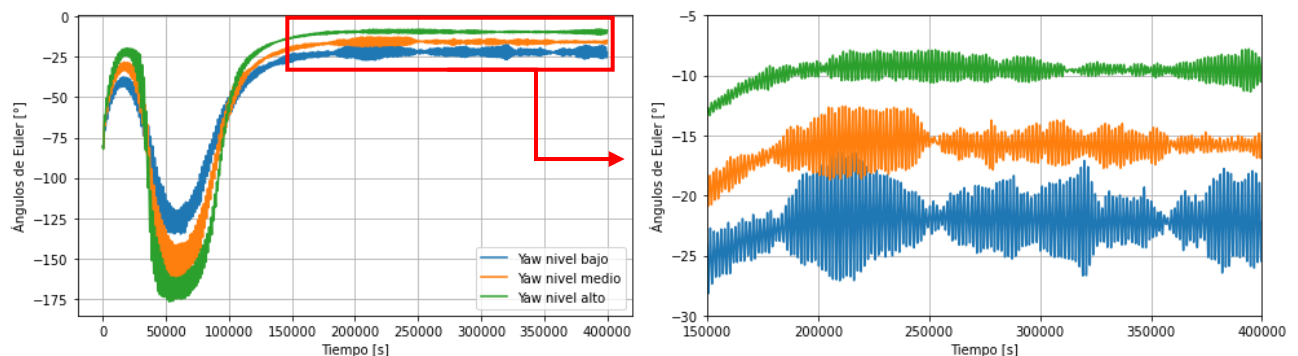 Ángulos de Euler [°]
0
−25
−50
−75
−100
−125
−150
−175
Yaw nivel bajo
Yaw nivel medio
Yaw nivel alto
0 50000 100000 150000 200000 250000 300000 350000 400000
Tiempo [s]
Ángulos de Euler [°]
−5
−10
−15
−20
−25
−30
150000 200000 250000 300000 350000 400000
Tiempo [s]